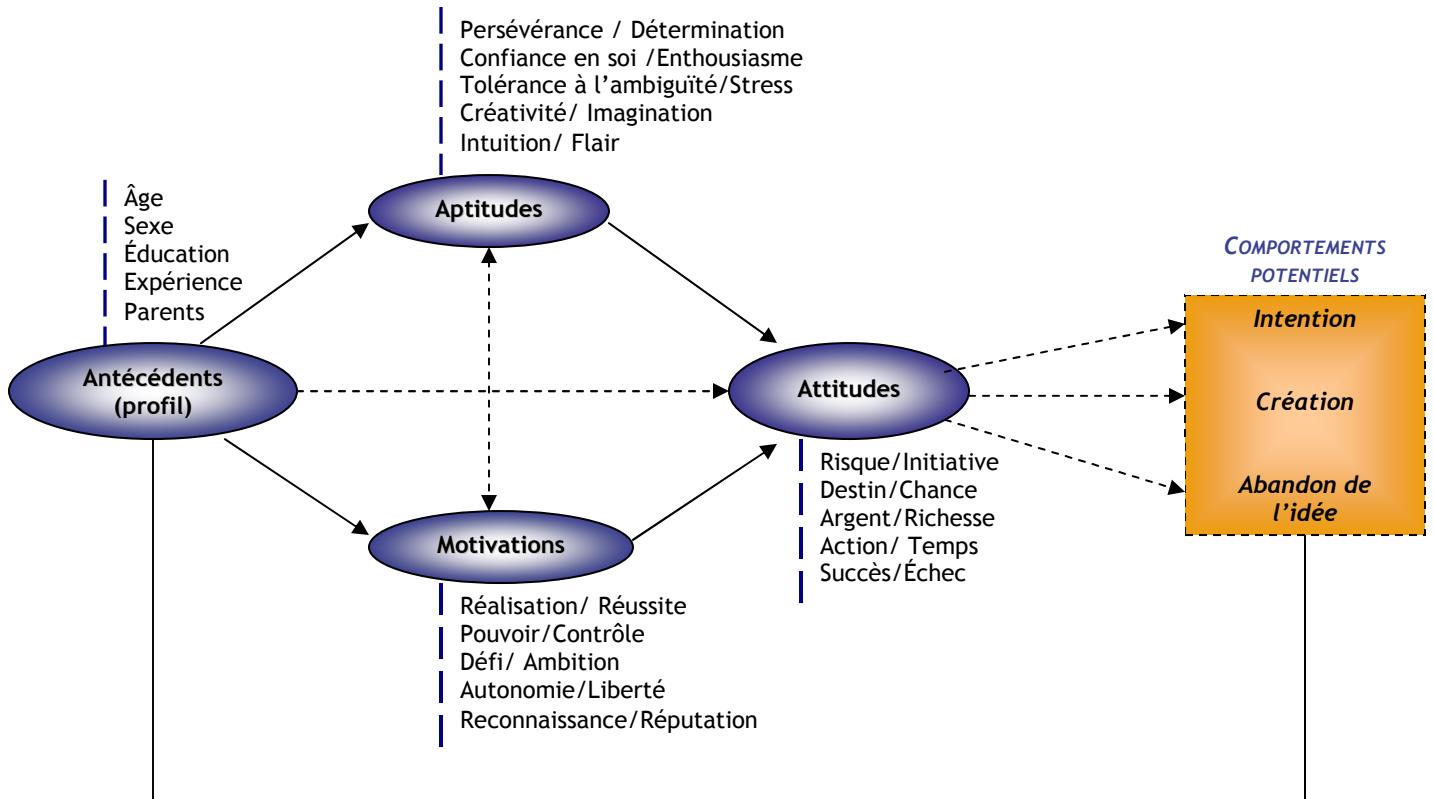 Persévérance / Détermination
Confiance en soi /Enthousiasme
Tolérance à l’ambiguïté/Stress
Créativité/ Imagination
Intuition/ Flair
Aptitudes
Âge
Sexe
Éducation
Expérience
Parents
Antécédents
(profil)
Motivations
Réalisation/ Réussite
Pouvoir/Contrôle
Défi/ Ambition
Autonomie/Liberté
Reconnaissance/Réputation
Attitudes
Risque/Initiative
Destin/Chance
Argent/Richesse
Action/ Temps
Succès/Échec
COMPORTEMENTS
POTENTIELS
Intention
Création
Abandon de
l’idée